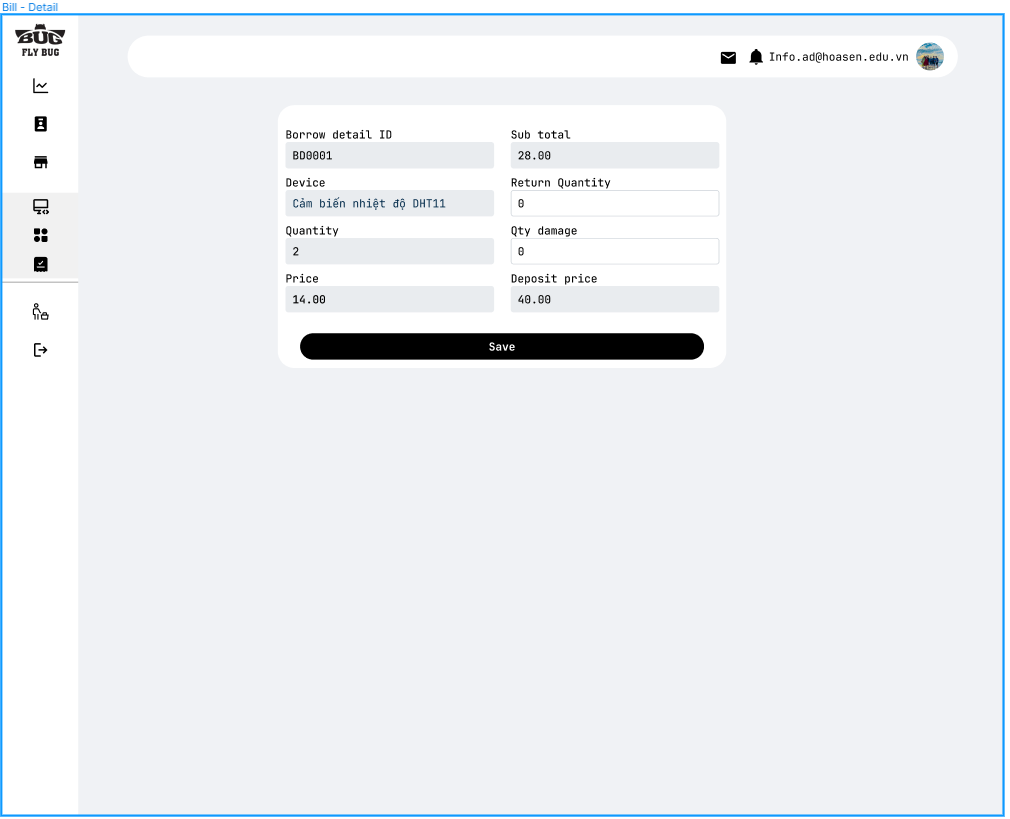 Bill - Detail
BUG
FLY BUG
Info.ad@hoasen.edu.vn
Borrow detail ID
BD0001
Sub total
28.00
Device
Cảm biến nhiệt độ DHT11
Return Quantity
0
Quantity
2
Qty damage
0
Price
14.00
Deposit price
40.00
Save